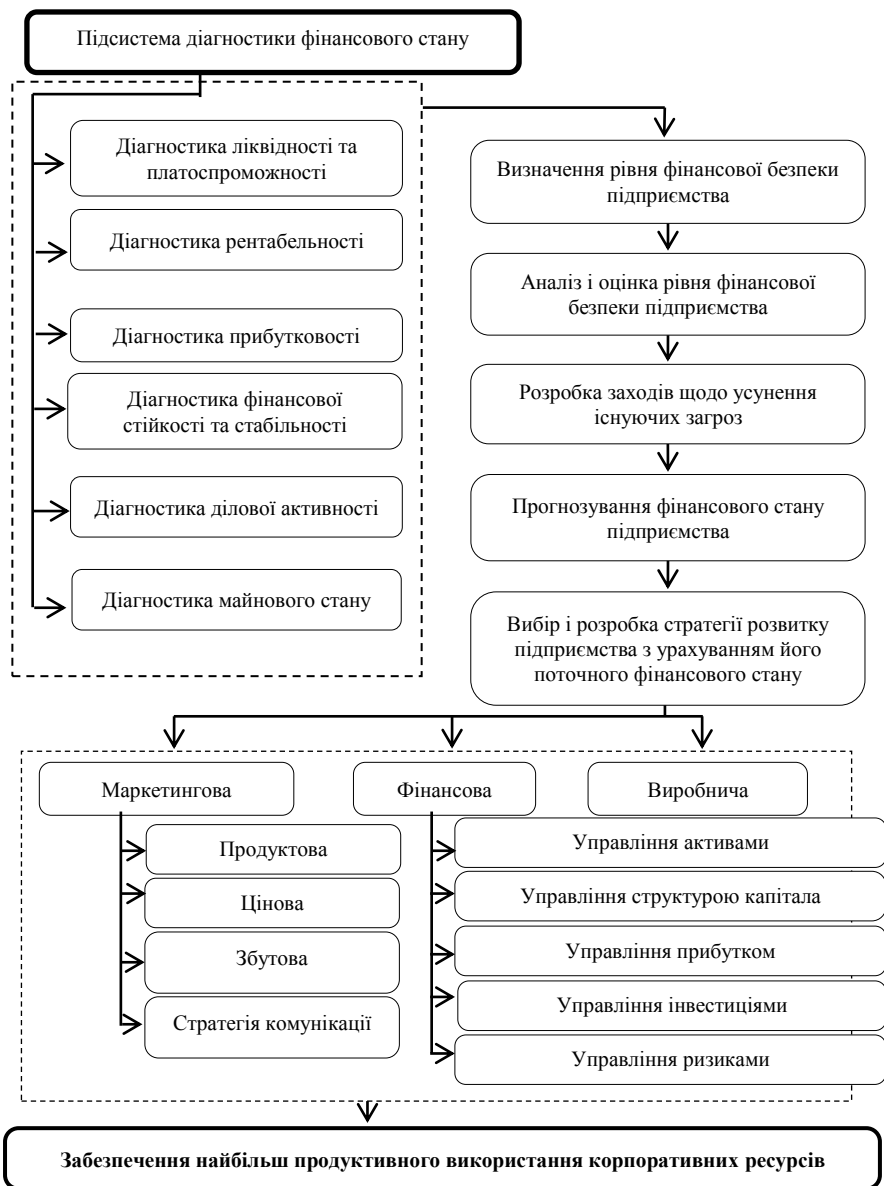 Підсистема діагностики фінансового стану
Діагностика ліквідності та
платоспроможності
Діагностика рентабельності
Діагностика прибутковості
Діагностика фінансової
стійкості та стабільності
Діагностика ділової активності
Діагностика майнового стану
Визначення рівня фінансової безпеки
підприємства
Аналіз і оцінка рівня фінансової
безпеки підприємства
Розробка заходів щодо усунення
існуючих загроз
Прогнозування фінансового стану
підприємства
Вибір і розробка стратегії розвитку
підприємства з урахуванням його
поточного фінансового стану
Маркетингова
Продуктова
Цінова
Збутова
Стратегія комунікації
Фінансова
Управління активами
Управління структурою капітала
Управління прибутком
Управління інвестиціями
Управління ризиками
Виробнича
Забезпечення найбільш продуктивного використання корпоративних ресурсів